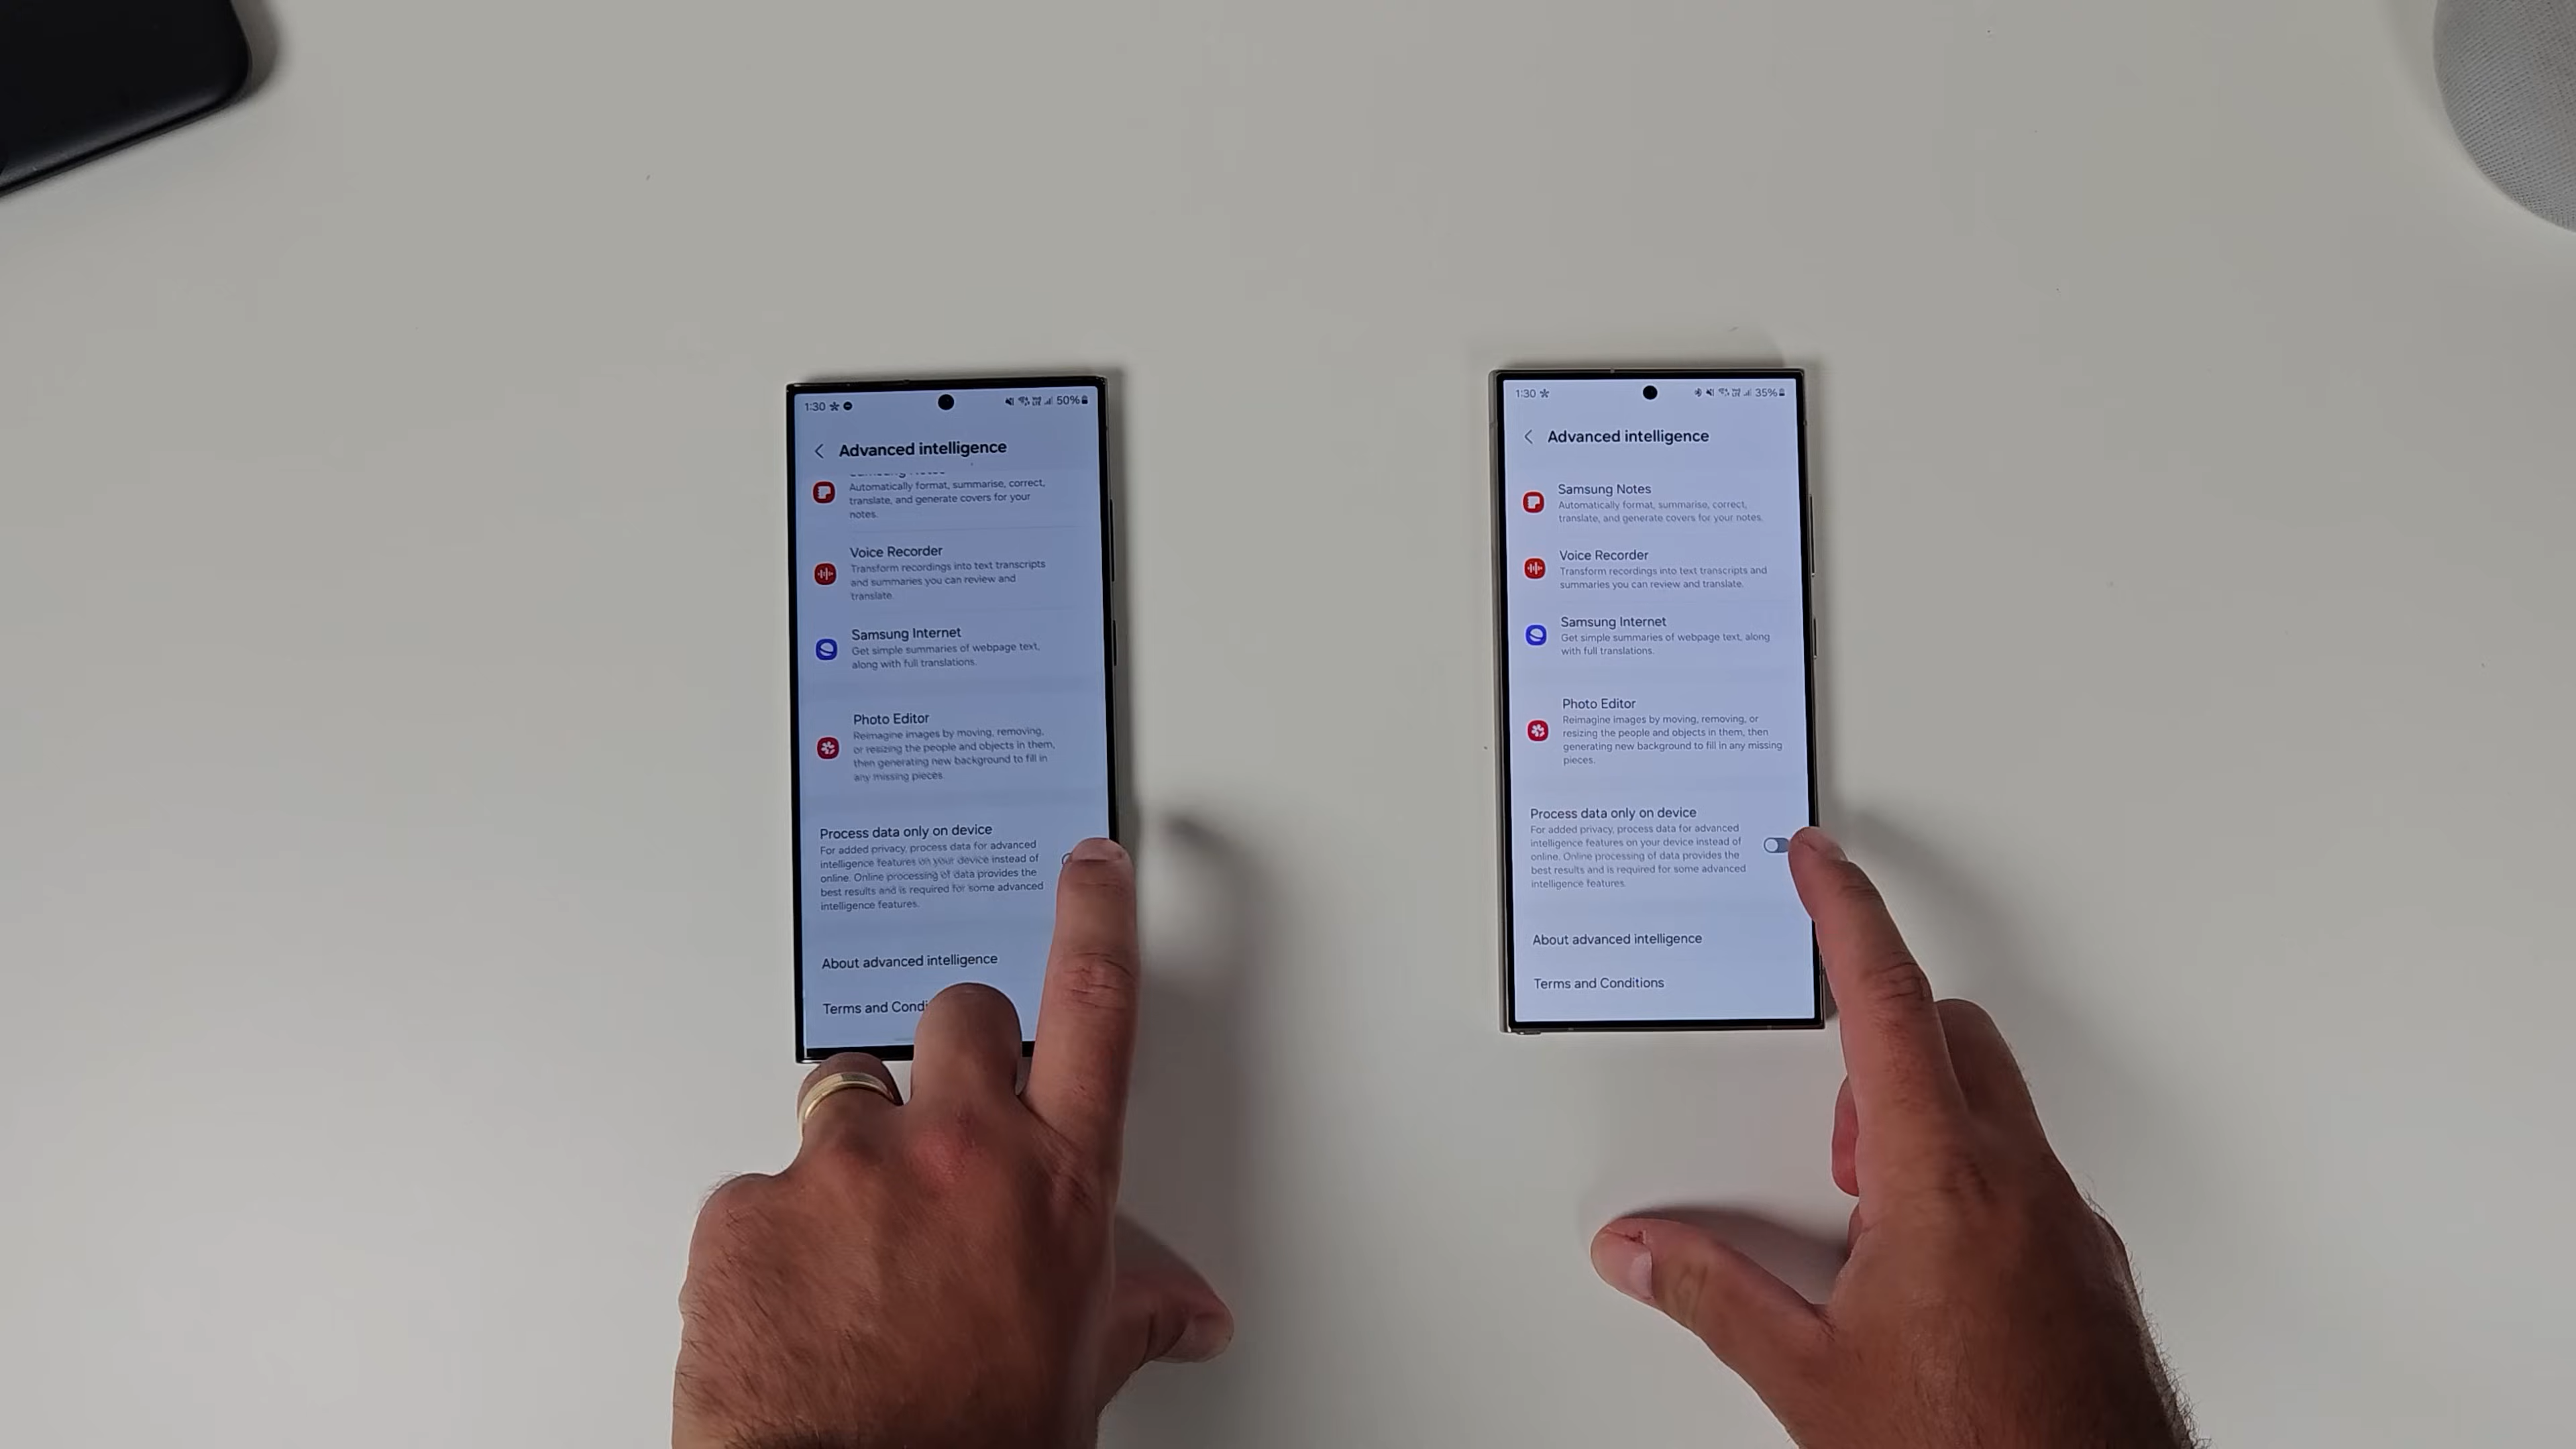 1:30
50%
Advanced intelligence
Samsung Notes
Automatically format, summarise, correct,
translate, and generate covers for your
notes.
Voice Recorder
Transform recordings into text transcripts
and summaries you can review and
translate.
Samsung Internet
Get simple summaries of webpage text,
along with full translations.
Photo Editor
Reimagine images by moving, removing,
or resizing the people and objects in them,
then generating new background to fill in
any missing pieces.
Process data only on device
For added privacy, process data for advanced
intelligence features on your device instead of
online. Online processing of data provides the
best results and is required for some advanced
intelligence features.
About advanced intelligence
Terms and Condi
1:30
35%
Advanced intelligence
Samsung Notes
Automatically format, summarise, correct,
translate, and generate covers for your notes.
Voice Recorder
Transform recordings into text transcripts and
summaries you can review and translate.
Samsung Internet
Get simple summaries of webpage text, along
with full translations.
Photo Editor
Reimagine images by moving, removing, or
resizing the people and objects in them, then
generating new background to fill in any missing
pieces.
Process data only on device
For added privacy, process data for advanced
intelligence features on your device instead of
online. Online processing of data provides the
best results and is required for some advanced
intelligence features.
About advanced intelligence
Terms and Conditions